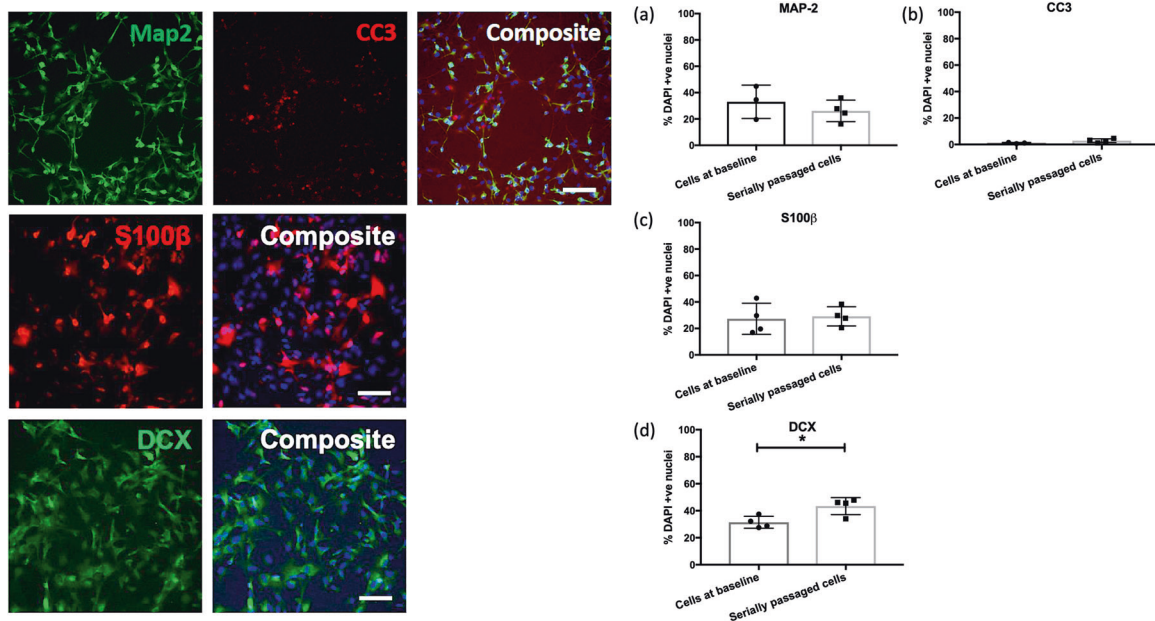 Map2
CC3
Composite
S100β
Composite
DCX
Composite
(a)
MAP-2
% DAPI +ve nuclei
100
80
60
40
20
0
Cells at baseline
Serially passaged cells
(b)
CC3
% DAPI +ve nuclei
100
80
60
40
20
0
Cells at baseline
Serially passaged cells
(c)
S100β
% DAPI +ve nuclei
100
80
60
40
20
0
Cells at baseline
Serially passaged cells
(d)
DCX
*
% DAPI +ve nuclei
100
80
60
40
20
0
Cells at baseline
Serially passaged cells